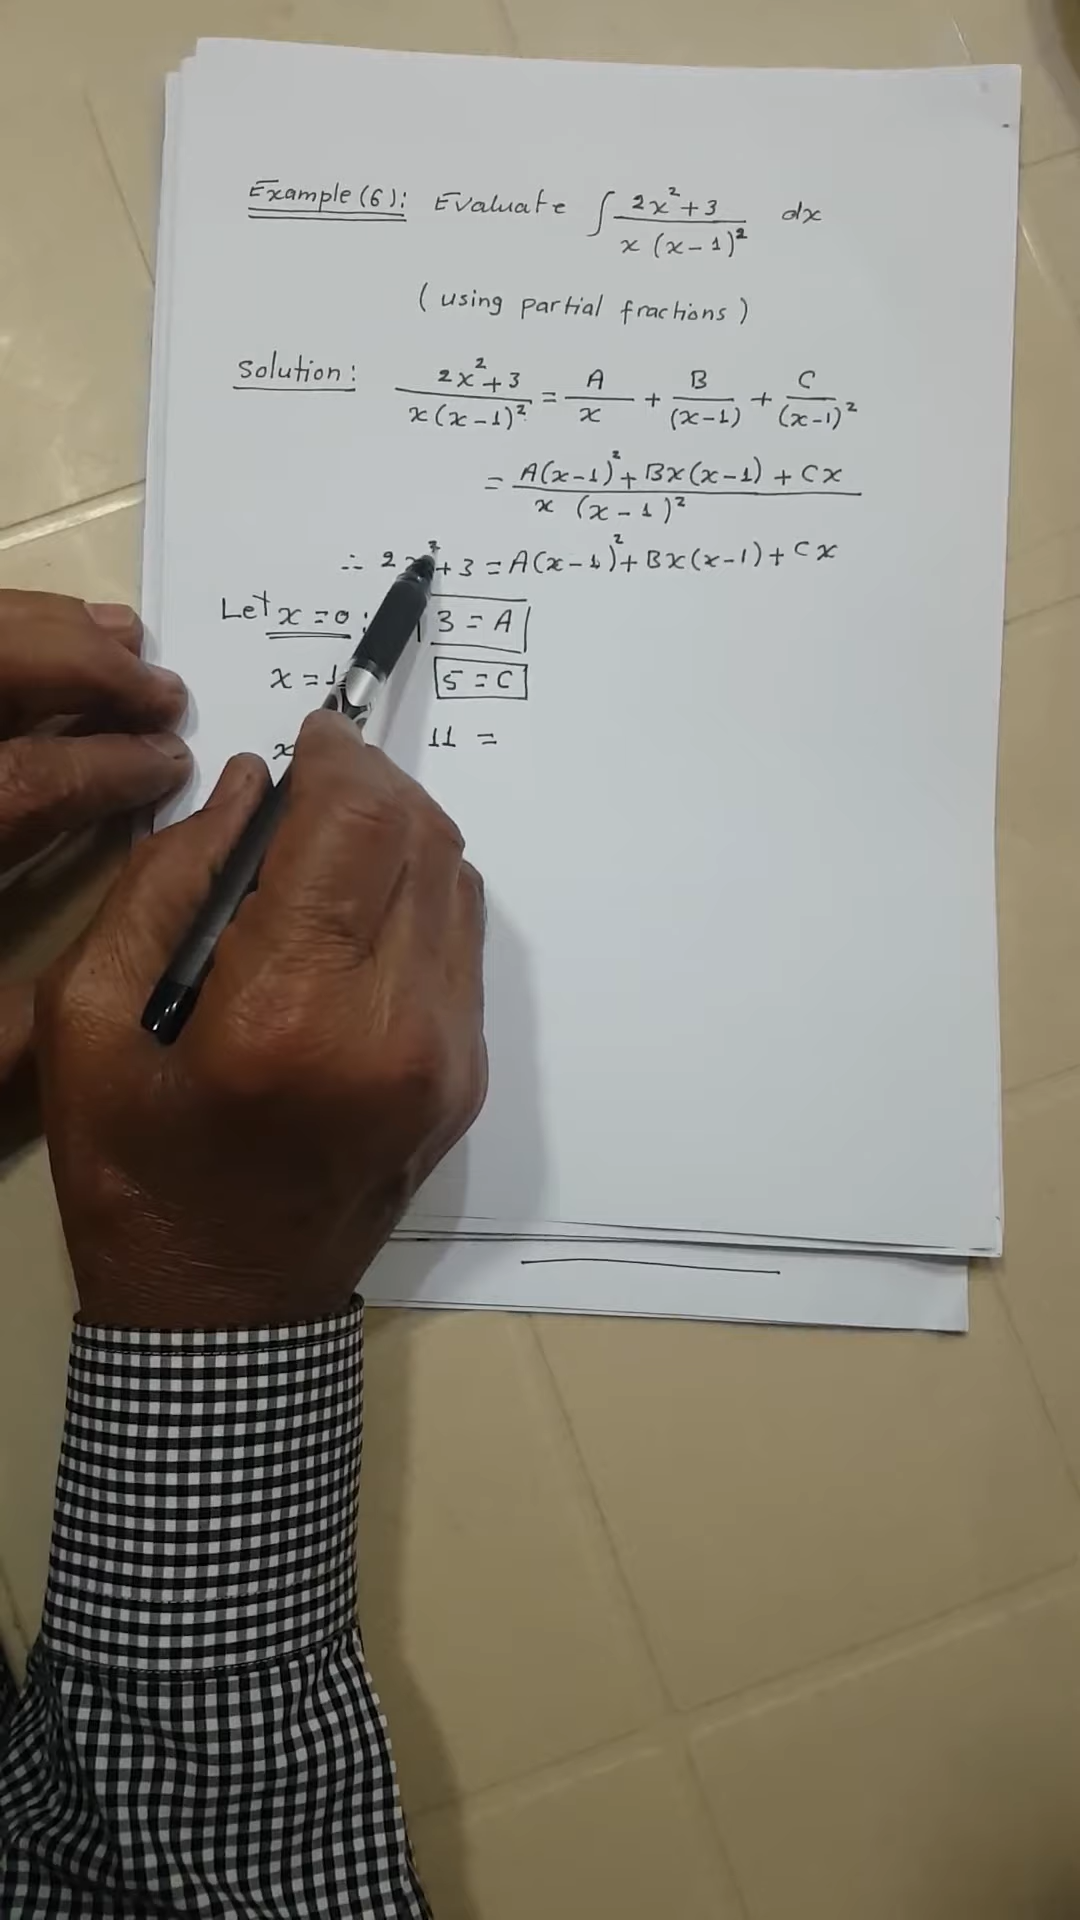 Example (6): Evaluate ∫ (2x² + 3) / (x (x - 1)²) dx
(using partial fractions)
Solution: (2x² + 3) / (x (x - 1)²) = A / x + B / (x - 1) + C / (x - 1)²
= (A(x - 1)² + Bx(x - 1) + Cx) / (x (x - 1)²)
∴ 2x² + 3 = A(x - 1)² + Bx(x - 1) + Cx
Let x = 0: 3 = A
x = 1 5 = C
x 11 =